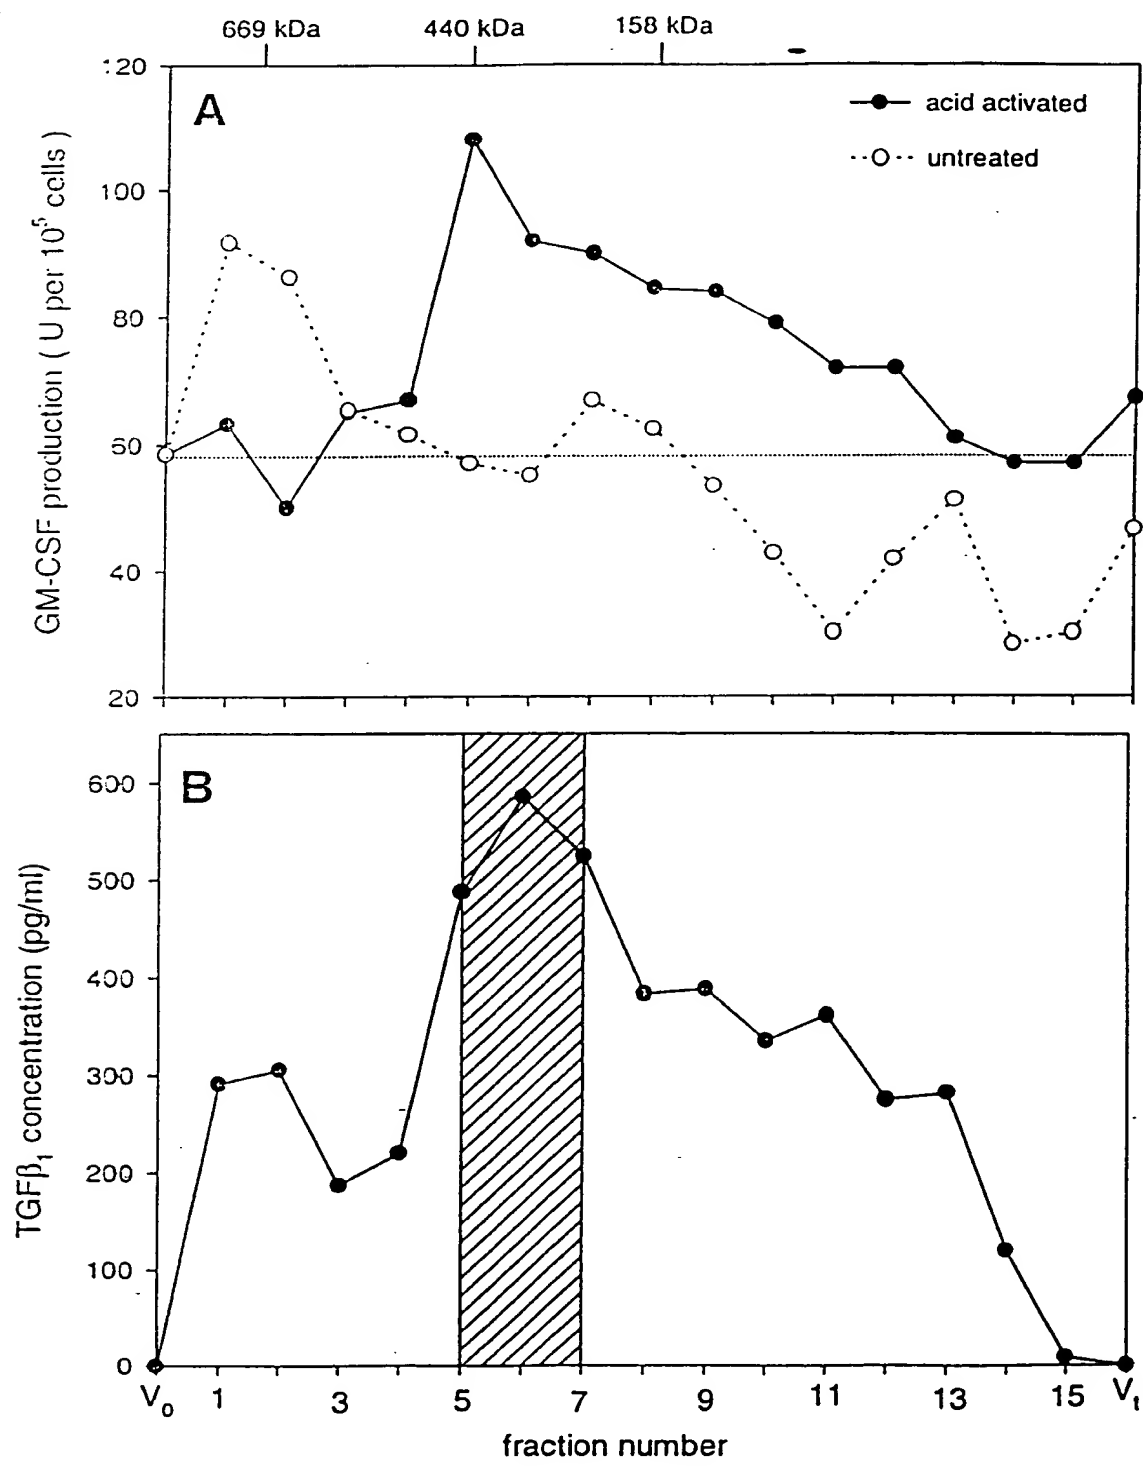 669 kDa 440 kDa 158 kDa
A
acid activated
untreated
GM-CSF production ( U per 10⁵ cells )
120
100
80
60
40
20
B
TGFβ₁ concentration (pg/ml)
600
500
400
300
200
100
0
V₀ 1 3 5 7 9 11 13 15 Vₜ
fraction number